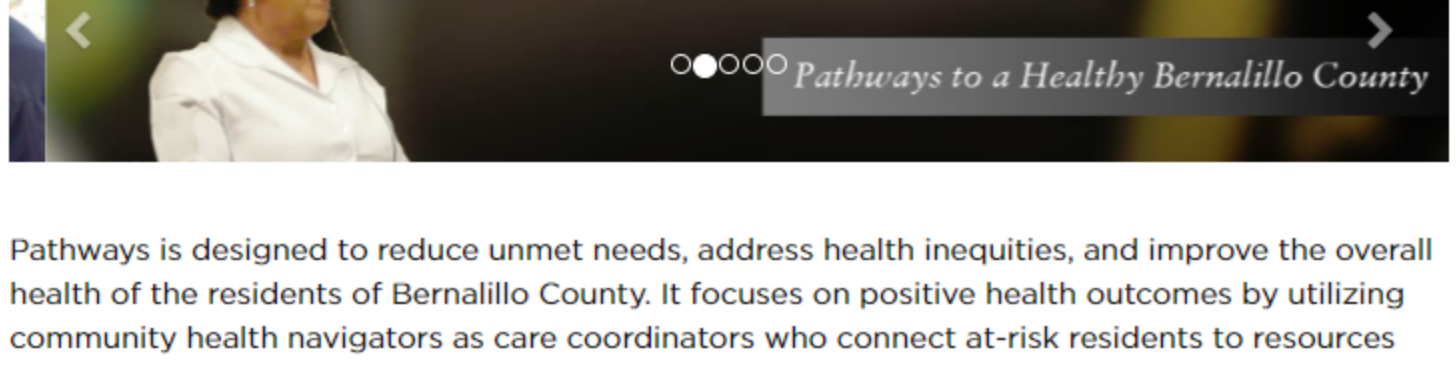 Pathways to a Healthy Bernalillo County
Pathways is designed to reduce unmet needs, address health inequities, and improve the overall
health of the residents of Bernalillo County. It focuses on positive health outcomes by utilizing
community health navigators as care coordinators who connect at-risk residents to resources